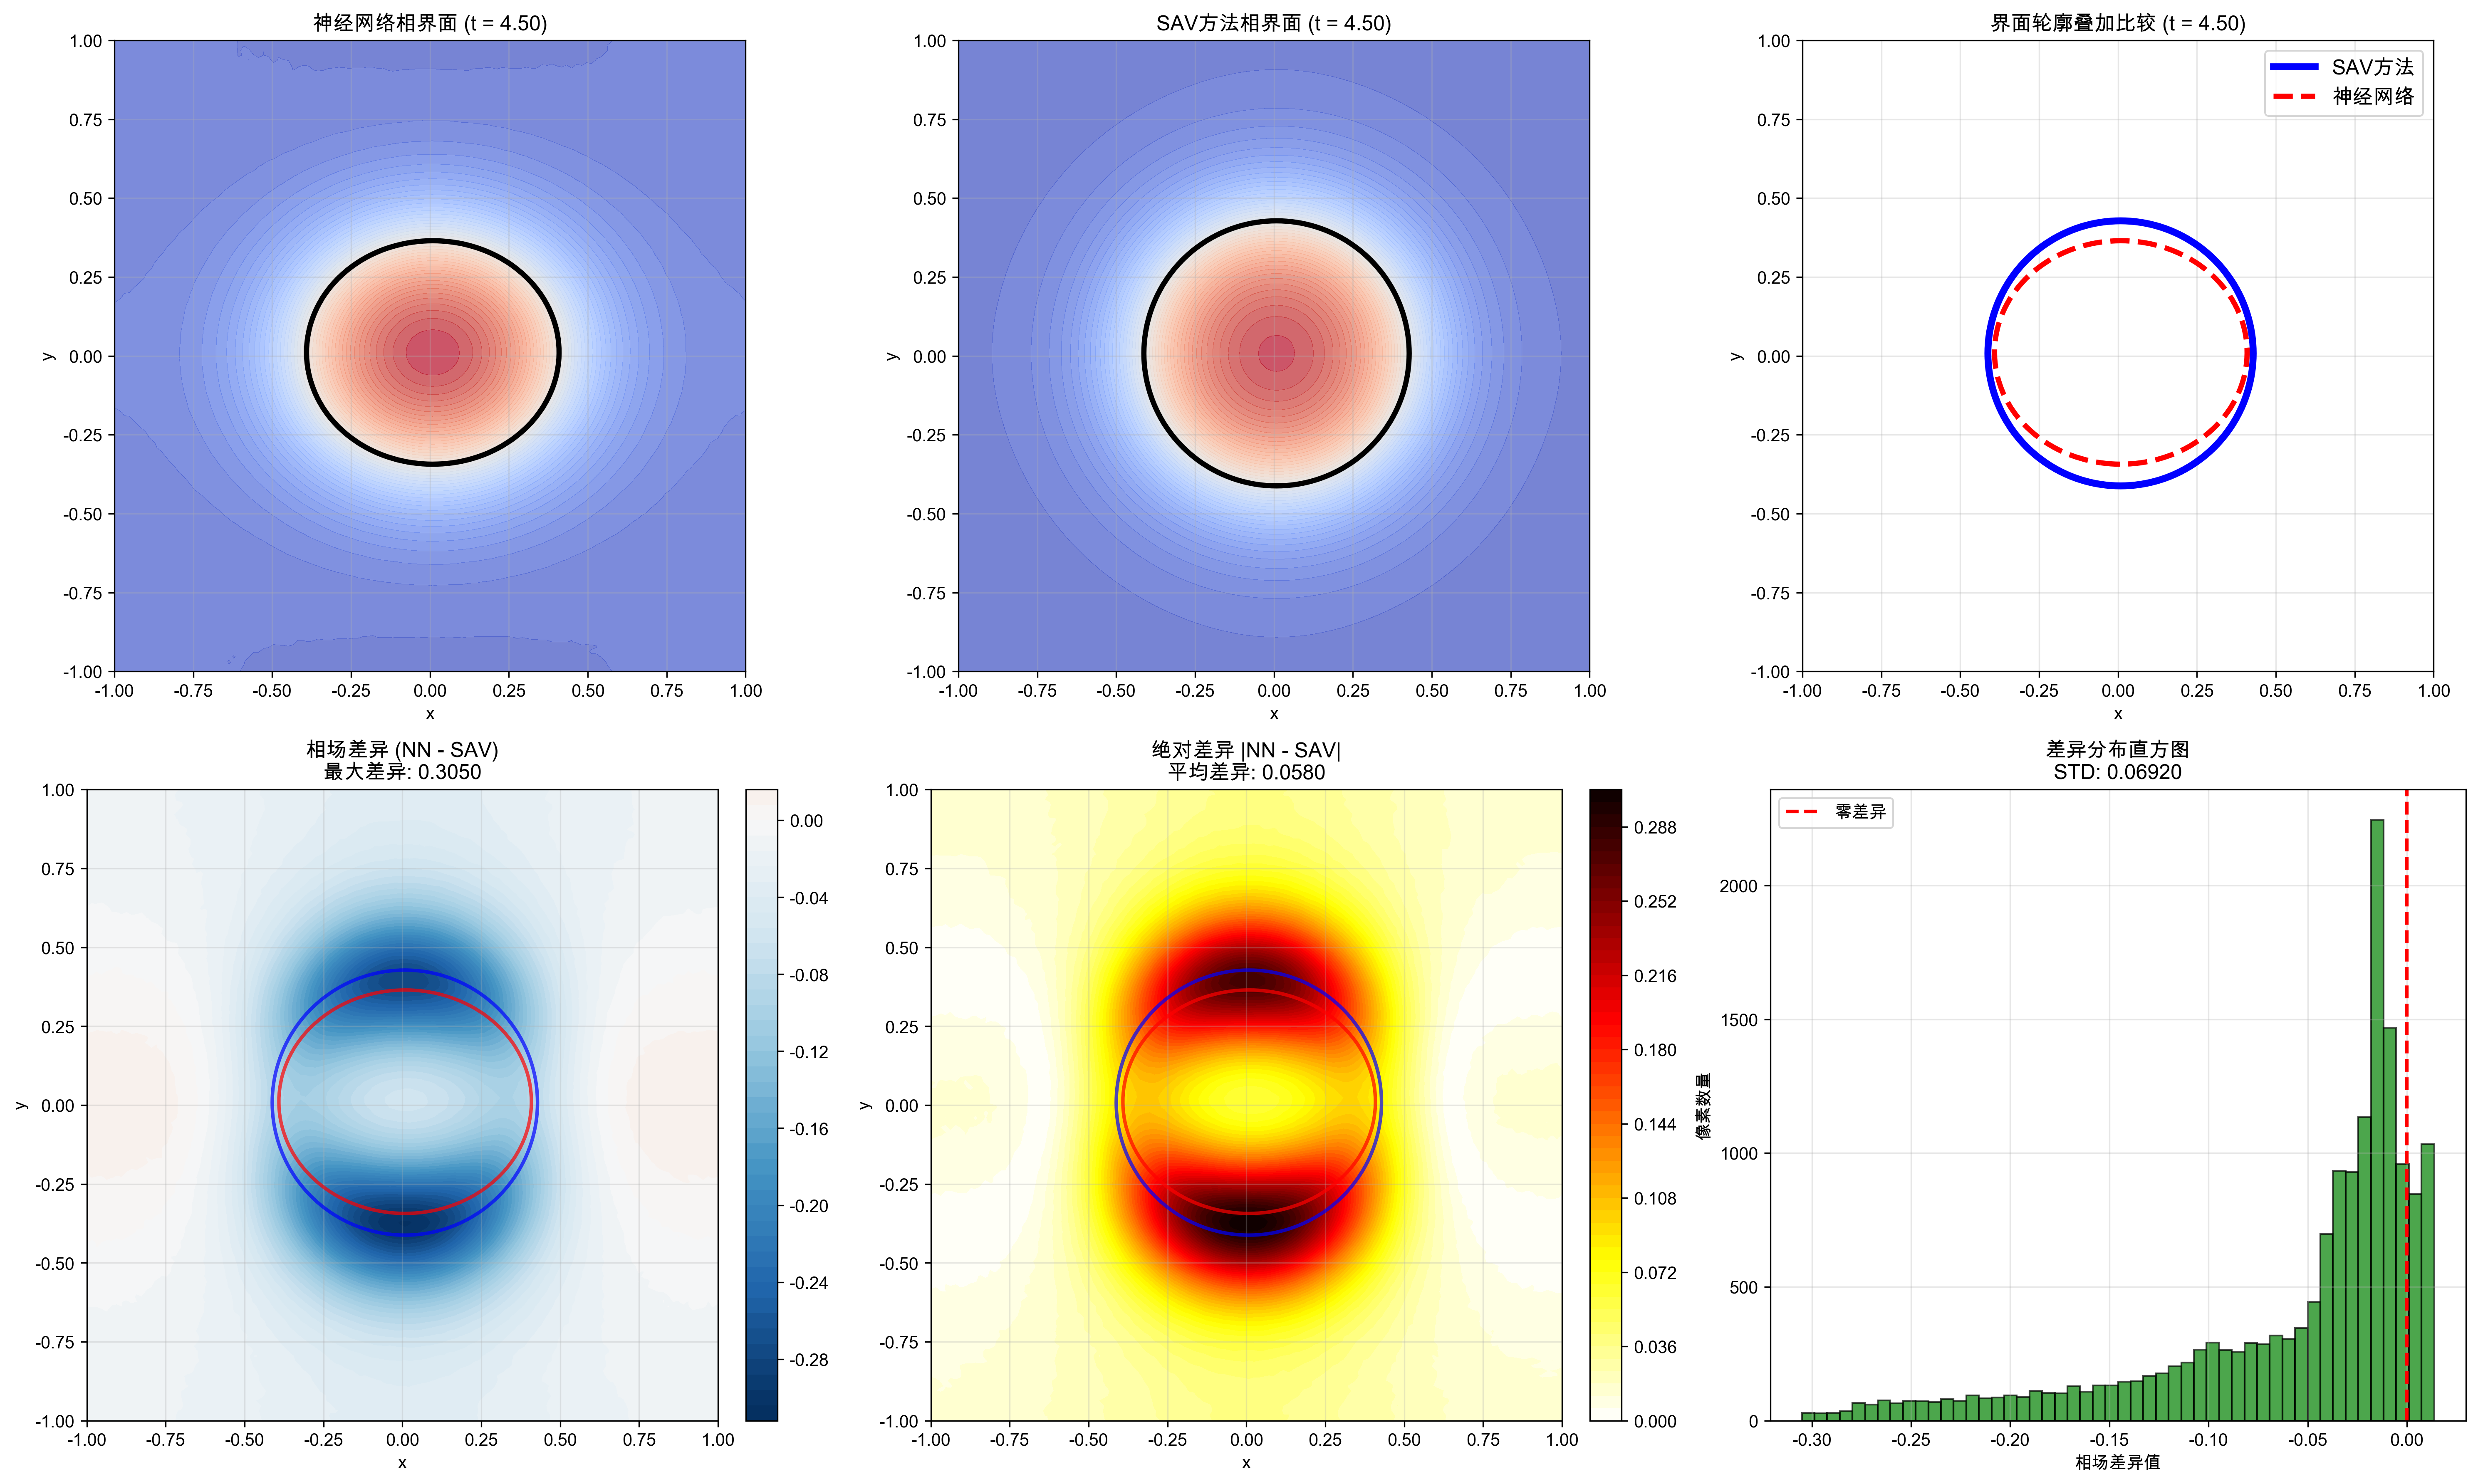 神经网络相界面 (t = 4.50)
1.00
0.75
0.50
0.25
0.00
-0.25
-0.50
-0.75
-1.00
y
-1.00 -0.75 -0.50 -0.25 0.00 0.25 0.50 0.75 1.00
x
SAV方法相界面 (t = 4.50)
1.00
0.75
0.50
0.25
0.00
-0.25
-0.50
-0.75
-1.00
y
-1.00 -0.75 -0.50 -0.25 0.00 0.25 0.50 0.75 1.00
x
界面轮廓叠加比较 (t = 4.50)
SAV方法
神经网络
1.00
0.75
0.50
0.25
0.00
-0.25
-0.50
-0.75
-1.00
y
-1.00 -0.75 -0.50 -0.25 0.00 0.25 0.50 0.75 1.00
x
相场差异 (NN - SAV)
最大差异: 0.3050
1.00
0.75
0.50
0.25
0.00
-0.25
-0.50
-0.75
-1.00
y
-1.00 -0.75 -0.50 -0.25 0.00 0.25 0.50 0.75 1.00
x
0.00
-0.04
-0.08
-0.12
-0.16
-0.20
-0.24
-0.28
绝对差异 |NN - SAV|
平均差异: 0.0580
1.00
0.75
0.50
0.25
0.00
-0.25
-0.50
-0.75
-1.00
y
-1.00 -0.75 -0.50 -0.25 0.00 0.25 0.50 0.75 1.00
x
0.288
0.252
0.216
0.180
0.144
0.108
0.072
0.036
0.000
差异分布直方图
STD: 0.06920
零差异
2000
1500
1000
500
0
像素数量
-0.30 -0.25 -0.20 -0.15 -0.10 -0.05 0.00
相场差异值